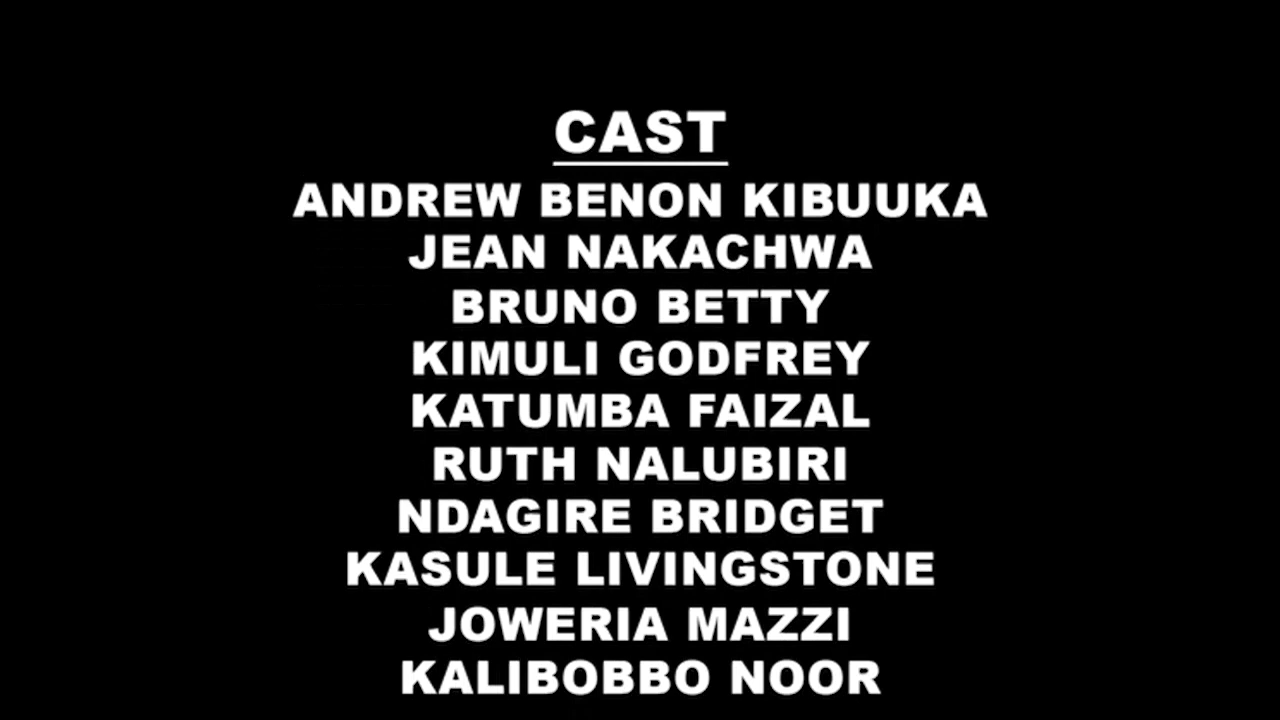 CAST
ANDREW BENON KIBUUKA
JEAN NAKACHWA
BRUNO BETTY
KIMULI GODFREY
KATUMBA FAIZAL
RUTH NALUBIRI
NDAGIRE BRIDGET
KASULE LIVINGSTONE
JOWERIA MAZZI
KALIBOBBO NOOR